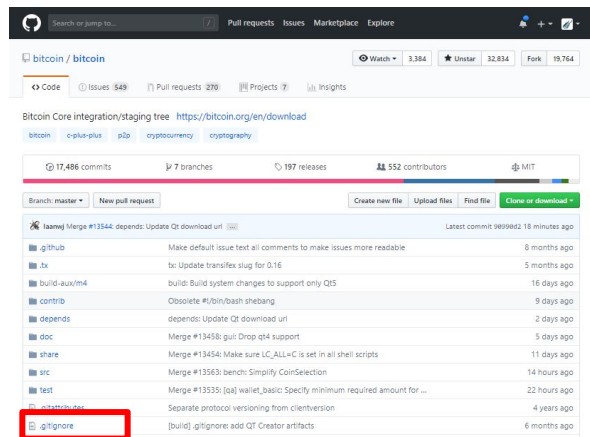 Search or jump to... / Pull requests Issues Marketplace Explore
bitcoin / bitcoin Watch 3,384 Unstar 32,834 Fork 19,764
Code Issues 549 Pull requests 270 Projects 7 Insights
Bitcoin Core integration/staging tree https://bitcoin.org/en/download
bitcoin c-plus-plus p2p cryptocurrency cryptography
17,486 commits 7 branches 197 releases 552 contributors MIT
Branch: master New pull request Create new file Upload files Find file Clone or download
laanwj Merge #13544: depends: Update Qt download url ... Latest commit 9899042 18 minutes ago
.github Make default issue text all comments to make issues more readable 8 months ago
.tx tx: Update transifex slug for 0.16 5 months ago
build-aux/m4 build: Build system changes to support only Qt5 16 days ago
contrib Obsolete #!/bin/bash shebang 9 days ago
depends depends: Update Qt download url 2 days ago
doc Merge #13458: gui: Drop qt4 support 5 days ago
share Merge #13454: Make sure LC_ALL=C is set in all shell scripts 11 days ago
src Merge #13563: bench: Simplify CoinSelection 14 hours ago
test Merge #13535: [qa] wallet_basic: Specify minimum required amount for ... 22 hours ago
.gitattributes Separate protocol versioning from clientversion 4 years ago
.gitignore [build] .gitignore: add QT Creator artifacts 6 months ago